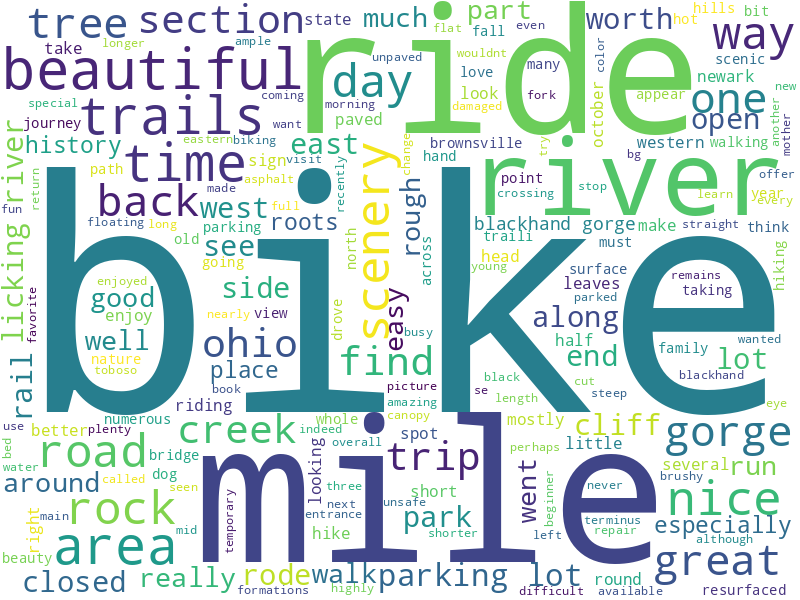 tree
section
state
much
flat
part
even
ride
worth
way
hills
hot
bit
take
longer
ample
unpaved
fall
many
color
scenic
beautiful
coming
day
love
look
newark
new
special
morning
damaged
fork
appear
one
another
mother
journey
trails
want
paved
october
open
history
eastern
biking
east
change
brownsville
try
western
walking
path
time
sign
visit
scenery
hand
river
bg
offer
licking river
return
made
recently
rough
point
crossing
stop
learn
year
every
fun
floating
long
back
full
west
roots
blackhand gorge
make
straight
think
old
parking
asphalt
north
across
traili
must
hiking
see
going
head
young
surface
remains
bike
favorite
enjoyed
good
side
drove
easy
leaves
parked
taking
enjoy
nearly
view
busy
along
wanted
well
ohio
find
half
family
lot
nature
toboso
place
book
picture
black
end
blackhand
rail
riding
amazing
se
cut
steep
eye
use
numerous
whole
canopy
length
mostly
cliff
gorge
better
plenty
creek
indeed
spot
bed
road
bridge
overall
trip
little
perhaps
several
run
water
called
dog
looking
mile
went
never
brushy
around
seen
three
short
beginner
terminus
nice
rock
temporary
next
unsafe
park
repair
especially
right
main
mid
entrance
shorter
left
although
beauty
area
hike
great
closed
really
rode
walk
parking lot
round
formations
highly
difficult
available
resurfaced